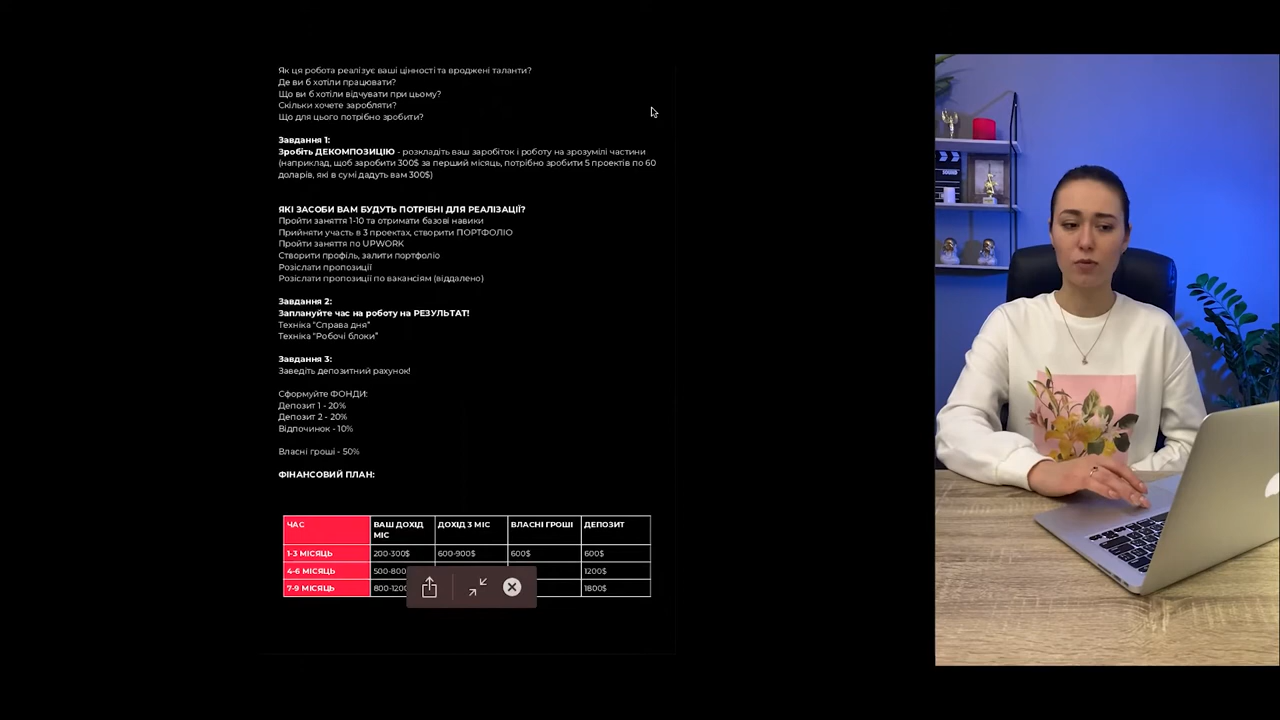 Як ця робота реалізує ваші цінності та вроджені таланти?
Де ви б хотіли працювати?
Що ви б хотіли відчувати при цьому?
Скільки хочете заробляти?
Що для цього потрібно зробити?
Завдання 1:
Зробіть ДЕКОМПОЗИЦІЮ - розкладіть ваш заробіток і роботу на зрозумілі частини
(наприклад, щоб заробити 300$ за перший місяць, потрібно зробити 5 проектів по 60
доларів, які в сумі дадуть вам 300$)
ЯКІ ЗАСОБИ ВАМ БУДУТЬ ПОТРІБНІ ДЛЯ РЕАЛІЗАЦІЇ?
Пройти заняття 1-10 та отримати базові навики
Прийняти участь в 3 проектах, створити ПОРТФОЛІО
Пройти заняття по UPWORK
Створити профіль, залити портфоліо
Розіслати пропозиції
Розіслати пропозиції по вакансіям (віддалено)
Завдання 2:
Заплануйте час на роботу на РЕЗУЛЬТАТ!
Техніка "Справа дня"
Техніка "Робочі блоки"
Завдання 3:
Заведіть депозитний рахунок!
Сформуйте ФОНДИ:
Депозит 1 - 20%
Депозит 2 - 20%
Відпочинок - 10%
Власні гроші - 50%
ФІНАНСОВИЙ ПЛАН:
ЧАС ВАШ ДОХІД МІС ДОХІД 3 МІС ВЛАСНІ ГРОШІ ДЕПОЗИТ
1-3 МІСЯЦЬ 200-300$ 600-900$ 600$ 600$
4-6 МІСЯЦЬ 500-800 1200$
7-9 МІСЯЦЬ 800-1200 1800$